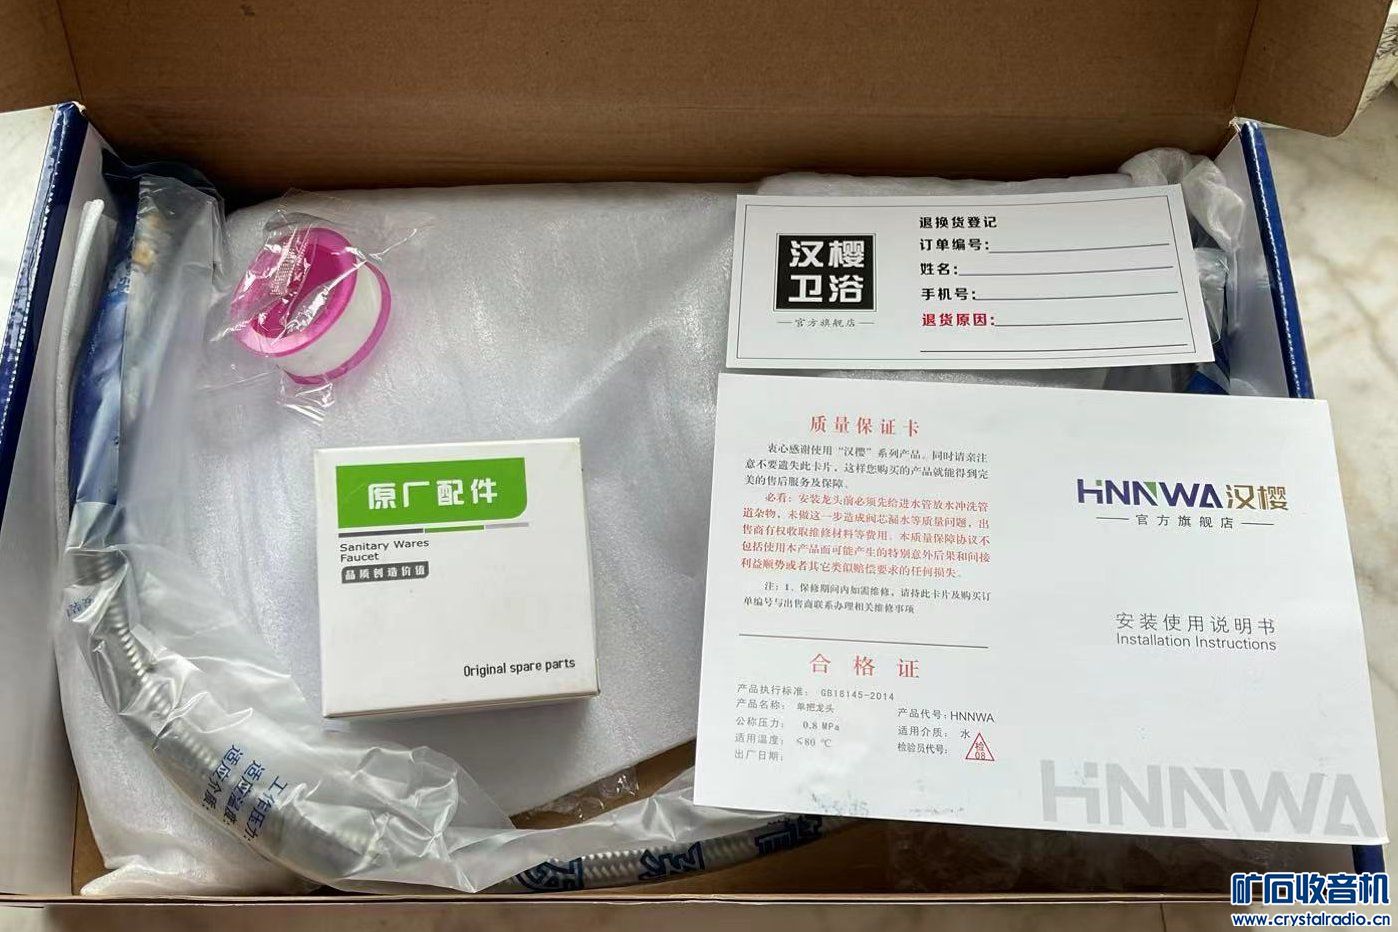 汉樱
卫浴
官方旗舰店
退换货登记
订单编号:
姓名:
手机号:
退货原因:
质量保证卡
衷心感谢使用“汉樱”系列产品。同时请亲注
意不要遗失此卡片，这样您购买的产品就能得到完
美的售后服务及保障。
必看：安装龙头前必须先给进水管放水冲洗管
道杂物，未做这一步造成阀芯漏水等质量问题，出
售商有权收取维修材料等费用。本质量保障协议不
包括使用本产品而可能产生的特别意外后果和间接
利益顺势或者其它类似赔偿要求的任何损失。
注：1、保修期间内如需维修，请持此卡片及购买订
单编号与出售商联系办理相关维修事项
合格证
产品执行标准： GB18145-2014
产品名称： 单把龙头
产品代号：HNNWA
公称压力： 0.8 MPa
适用介质： 水
适用温度： ≤80 ℃
检验员代号：
检
08
出厂日期：
HNNWA汉樱
官方旗舰店
安装使用说明书
Installation Instructions
HNNWA
原厂配件
Sanitary Wares
Faucet
品质创造价值
Original spare parts
工作压力:
适应温度:
适应介质:
矿石收音机
www.crystalradio.cn